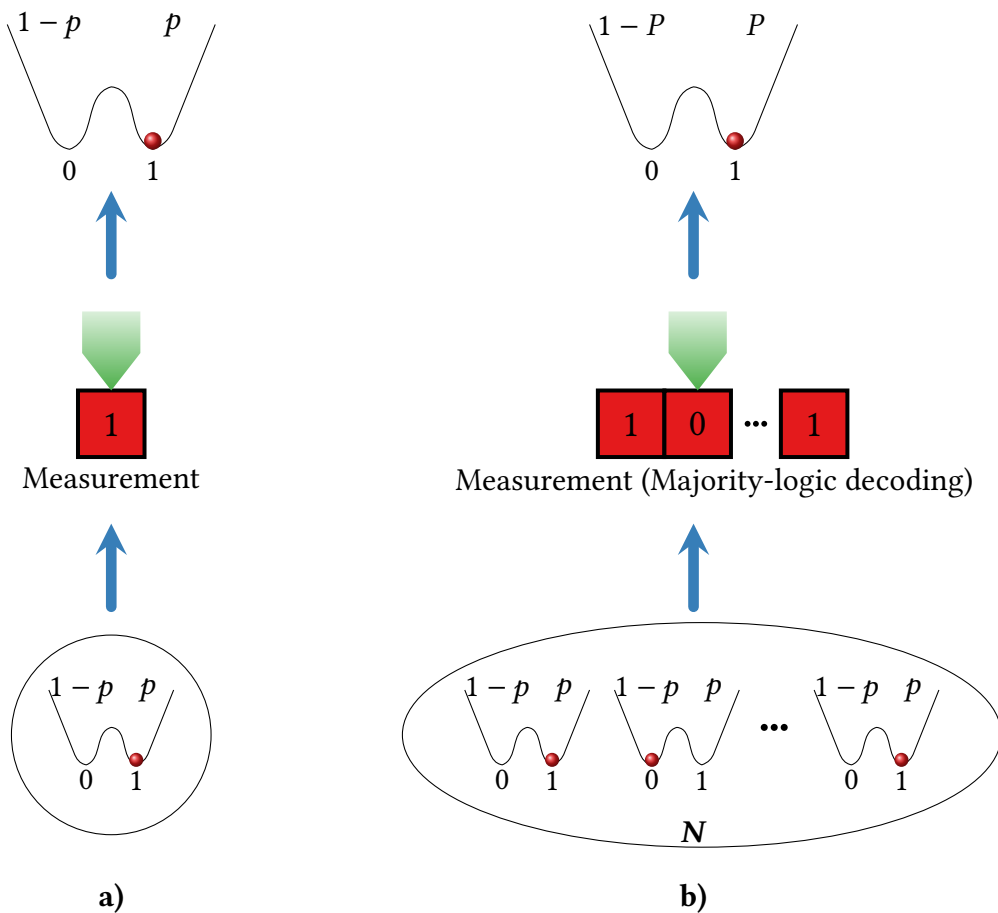 1 − p p
0 1
1
Measurement
1 − p p
0 1
a)
1 − P P
0 1
1 0 ... 1
Measurement (Majority-logic decoding)
1 − p p 1 − p p ... 1 − p p
0 1 0 1 0 1
N
b)